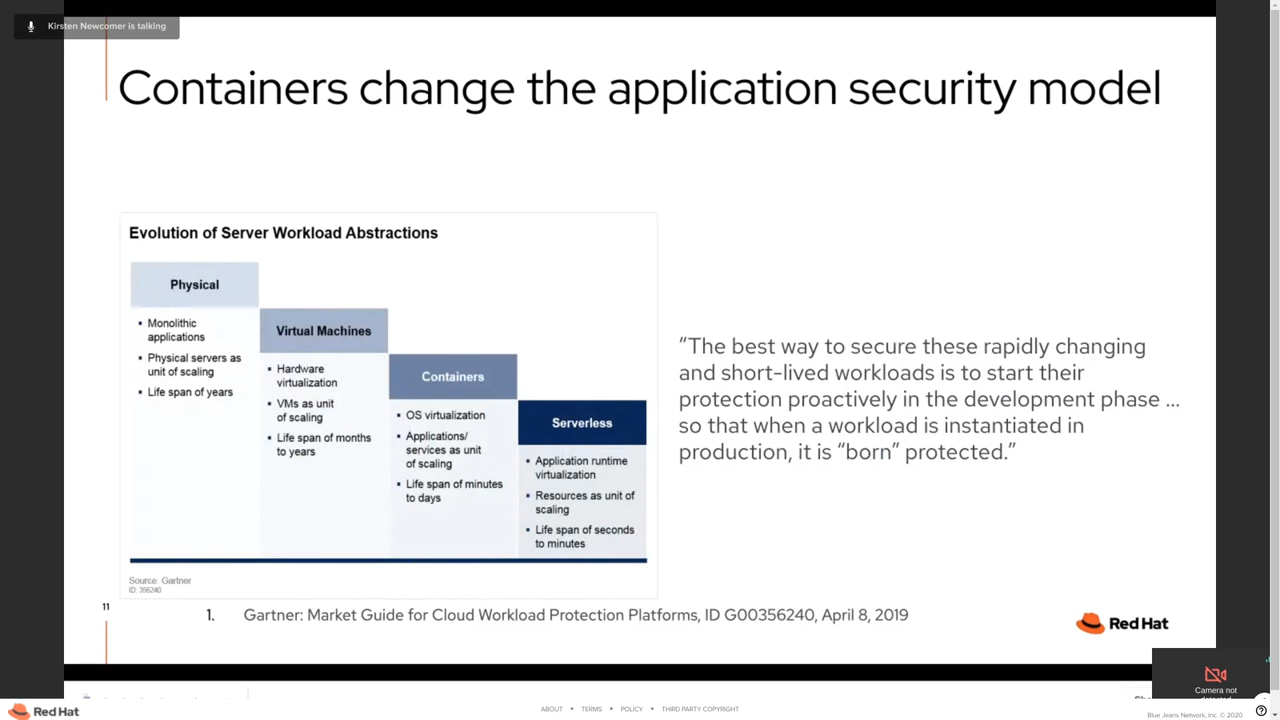 Kirsten Newcomer is talking
Containers change the application security model
Evolution of Server Workload Abstractions
Physical
▪ Monolithic
applications
▪ Physical servers as
unit of scaling
▪ Life span of years
Virtual Machines
▪ Hardware
virtualization
▪ VMs as unit
of scaling
▪ Life span of months
to years
Containers
▪ OS virtualization
▪ Applications/
services as unit
of scaling
▪ Life span of minutes
to days
Serverless
▪ Application runtime
virtualization
▪ Resources as unit of
scaling
▪ Life span of seconds
to minutes
Source. Gartner
ID: 356240
“The best way to secure these rapidly changing
and short-lived workloads is to start their
protection proactively in the development phase ...
so that when a workload is instantiated in
production, it is “born” protected.”
11
1. Gartner: Market Guide for Cloud Workload Protection Platforms, ID G00356240, April 8, 2019
Red Hat
Camera not
Red Hat
ABOUT • TERMS • POLICY • THIRD PARTY COPYRIGHT
Blue Jeans Network, Inc. © 2020